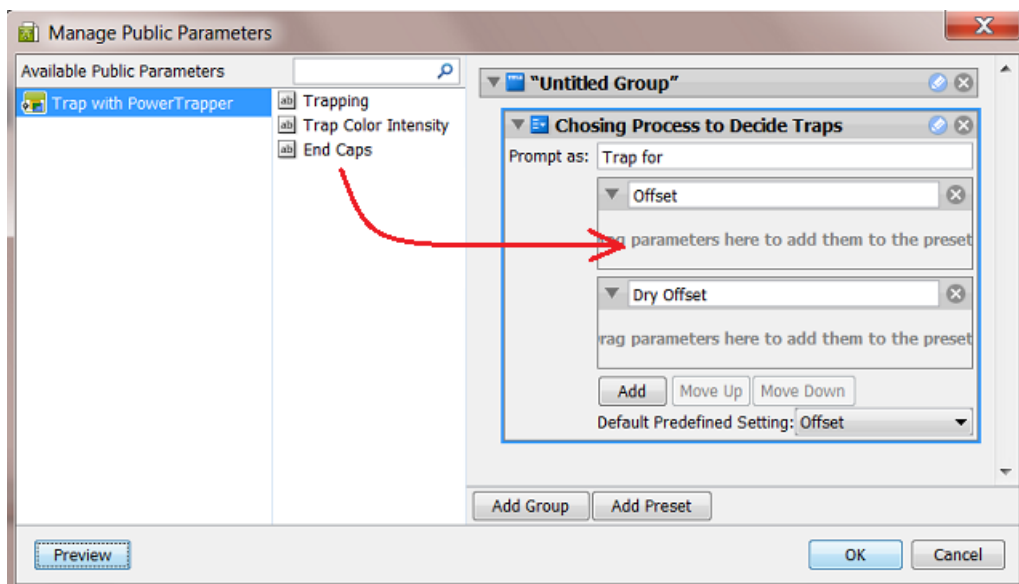 Manage Public Parameters
X
Available Public Parameters
Trap with PowerTrapper
ab Trapping
ab Trap Color Intensity
ab End Caps
"Untitled Group"
Chosing Process to Decide Traps
Prompt as: Trap for
Offset
parameters here to add them to the preset
Dry Offset
rag parameters here to add them to the preset
Add Move Up Move Down
Default Predefined Setting: Offset
Add Group Add Preset
Preview OK Cancel